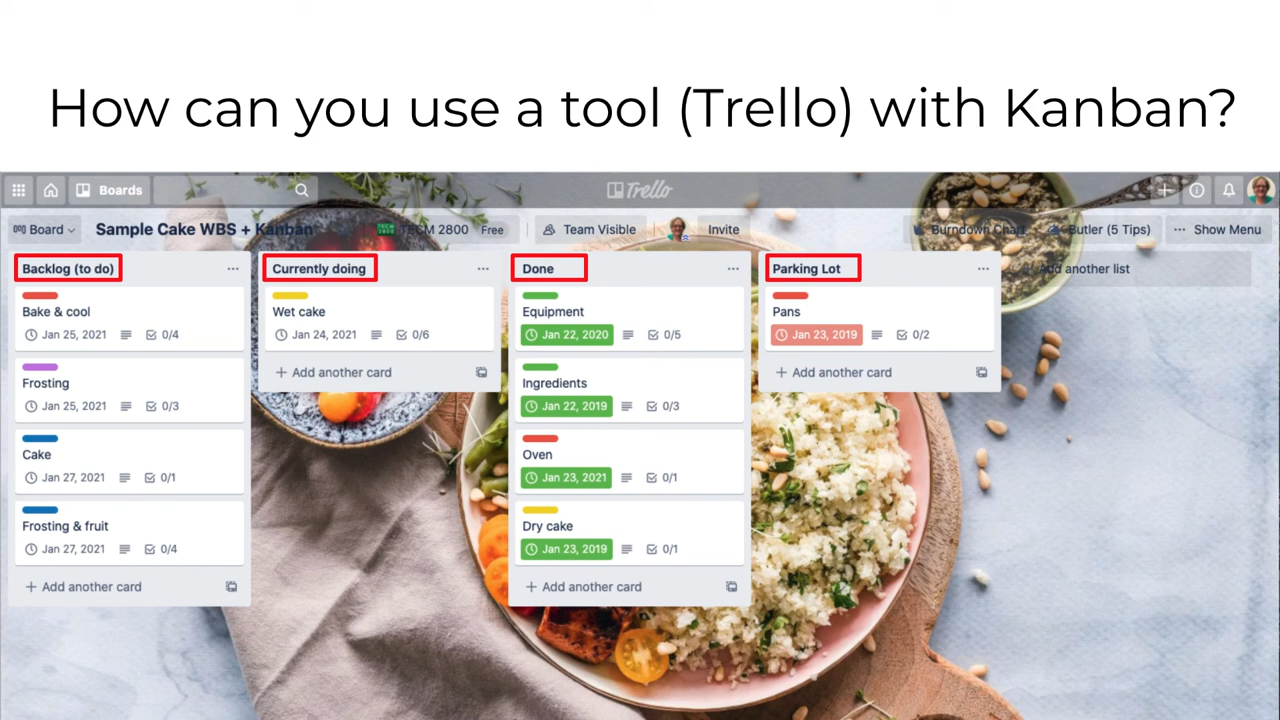 How can you use a tool (Trello) with Kanban?
Boards
Trello
Board
Sample Cake WBS + Kanban
TECM 2800
TECM 2800
Free
Team Visible
Invite
Burndown Chart
Butler (5 Tips)
Show Menu
Backlog (to do)
Bake & cool
Jan 25, 2021 0/4
Frosting
Jan 25, 2021 0/3
Cake
Jan 27, 2021 0/1
Frosting & fruit
Jan 27, 2021 0/4
+ Add another card
Currently doing
Wet cake
Jan 24, 2021 0/6
+ Add another card
Done
Equipment
Jan 22, 2020 0/5
Ingredients
Jan 22, 2019 0/3
Oven
Jan 23, 2021 0/1
Dry cake
Jan 23, 2019 0/1
+ Add another card
Parking Lot
Pans
Jan 23, 2019 0/2
+ Add another card
Add another list